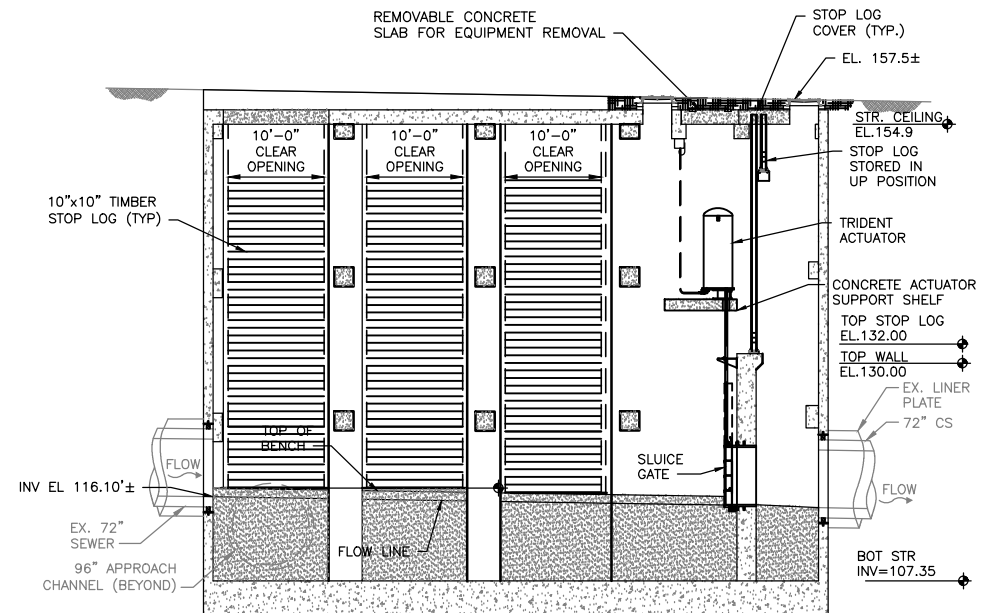 REMOVABLE CONCRETE
SLAB FOR EQUIPMENT REMOVAL
STOP LOG
COVER (TYP.)
EL. 157.5±
STR. CEILING
EL.154.9
STOP LOG
STORED IN
UP POSITION
10'-0"
CLEAR
OPENING
10'-0"
CLEAR
OPENING
10'-0"
CLEAR
OPENING
10"x10" TIMBER
STOP LOG (TYP)
TRIDENT
ACTUATOR
CONCRETE ACTUATOR
SUPPORT SHELF
TOP STOP LOG
EL.132.00
TOP WALL
EL.130.00
EX. LINER
PLATE
72" CS
TOP OF
BENCH
SLUICE
GATE
FLOW
FLOW
INV EL 116.10'±
EX. 72"
SEWER
FLOW LINE
96" APPROACH
CHANNEL (BEYOND)
BOT STR
INV=107.35